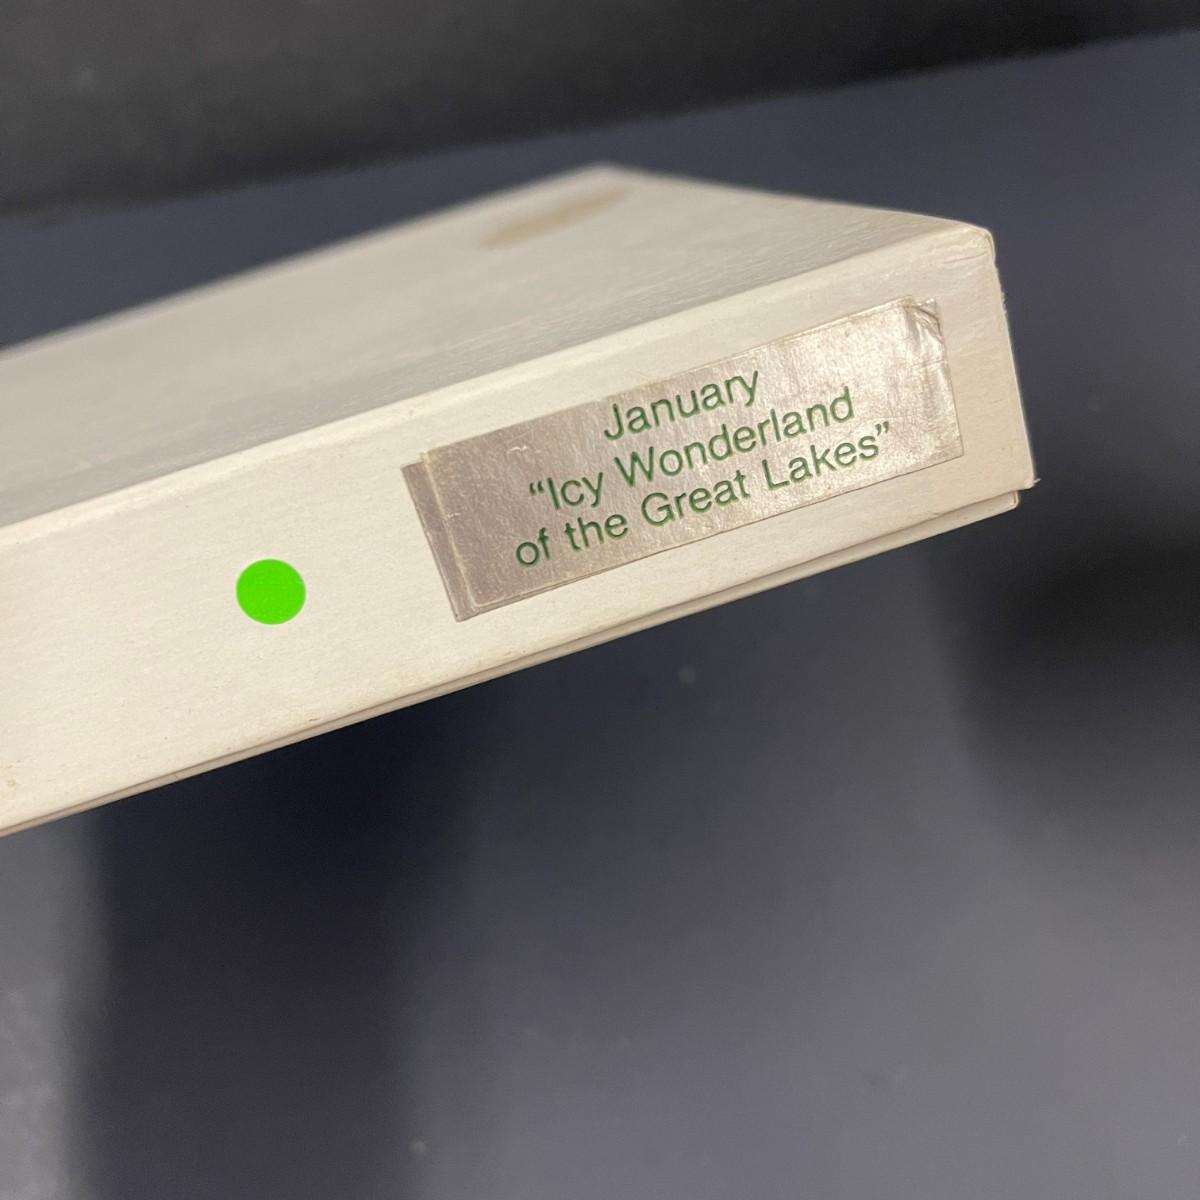 January
“Icy Wonderland
of the Great Lakes”